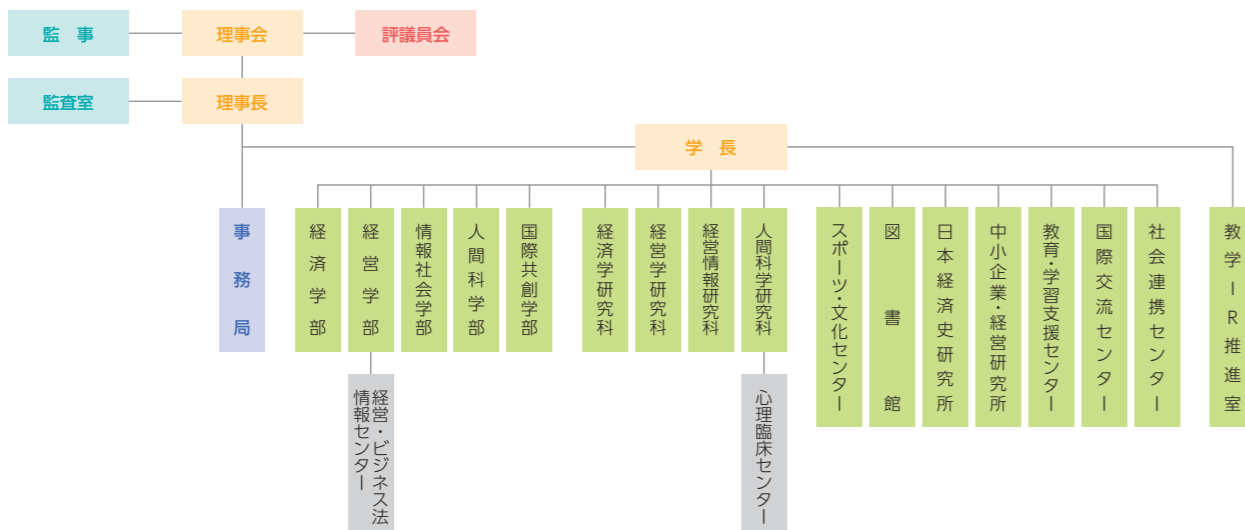 監　事
理事会
評議員会
監査室
理事長
学　長
事務局
経済学部
経営学部
情報社会学部
人間科学部
国際共創学部
経済学研究科
経営学研究科
経営情報研究科
人間科学研究科
スポーツ・文化センター
図書館
日本経済史研究所
中小企業・経営研究所
教育・学習支援センター
国際交流センター
社会連携センター
教学IR推進室
経営・ビジネス法
情報センター
心理臨床センター